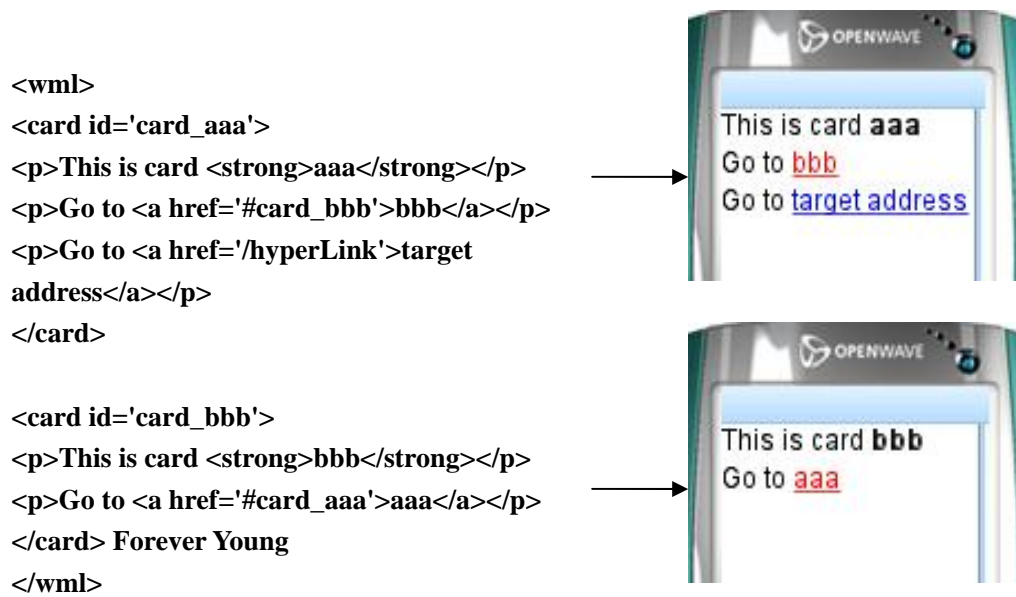 <wml>
<card id='card_aaa'>
<p>This is card <strong>aaa</strong></p>
<p>Go to <a href='#card_bbb'>bbb</a></p>
<p>Go to <a href='/hyperLink'>target
address</a></p>
</card>
OPENWAVE
This is card aaa
Go to bbb
Go to target address
<card id='card_bbb'>
<p>This is card <strong>bbb</strong></p>
<p>Go to <a href='#card_aaa'>aaa</a></p>
</card> Forever Young
</wml>
OPENWAVE
This is card bbb
Go to aaa